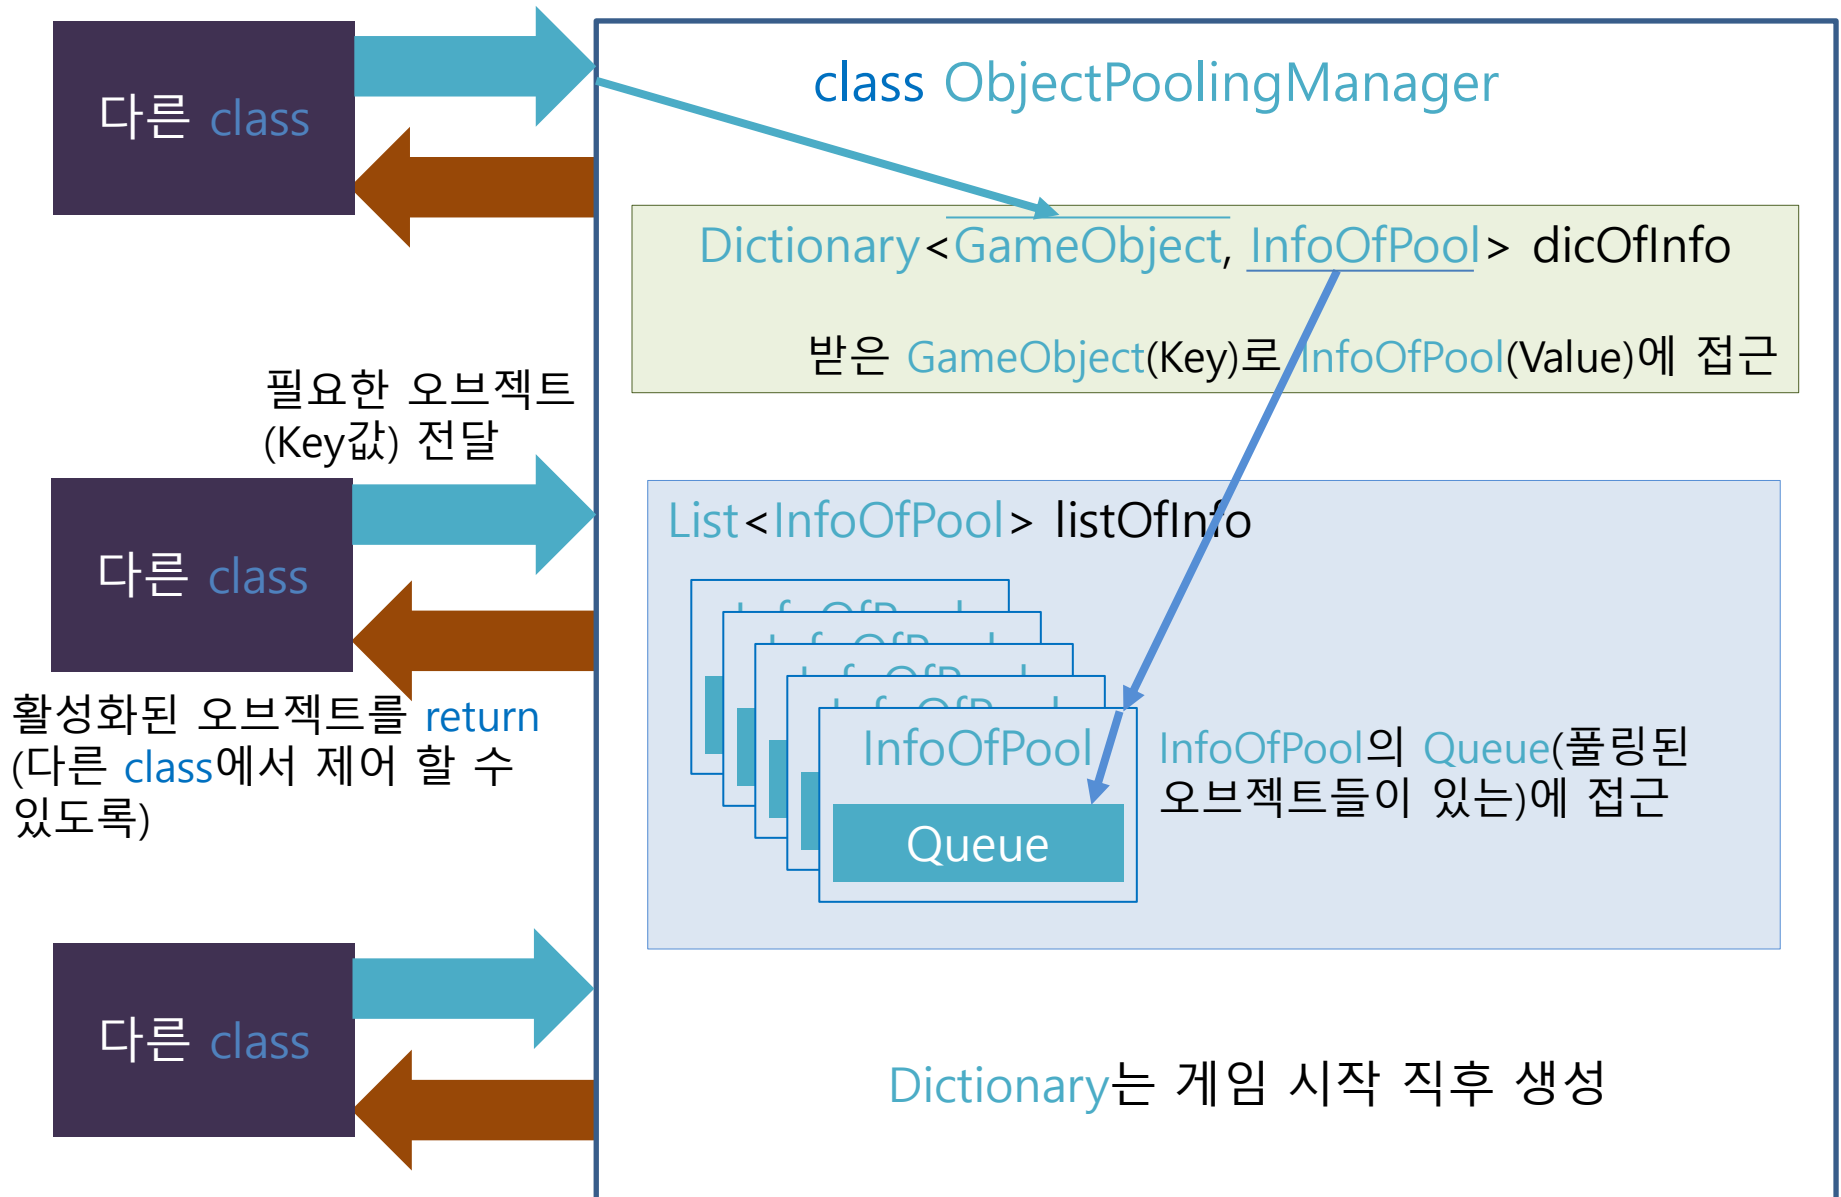 다른 class
class ObjectPoolingManager
Dictionary<GameObject, InfoOfPool> dicOfInfo
받은 GameObject(Key)로 InfoOfPool(Value)에 접근
필요한 오브젝트
(Key값) 전달
다른 class
활성화된 오브젝트를 return
(다른 class에서 제어 할 수
있도록)
List<InfoOfPool> listOfInfo
InfoOfPool
InfoOfPool
InfoOfPool
InfoOfPool
InfoOfPool
Queue
InfoOfPool의 Queue(풀링된
오브젝트들이 있는)에 접근
다른 class
Dictionary는 게임 시작 직후 생성